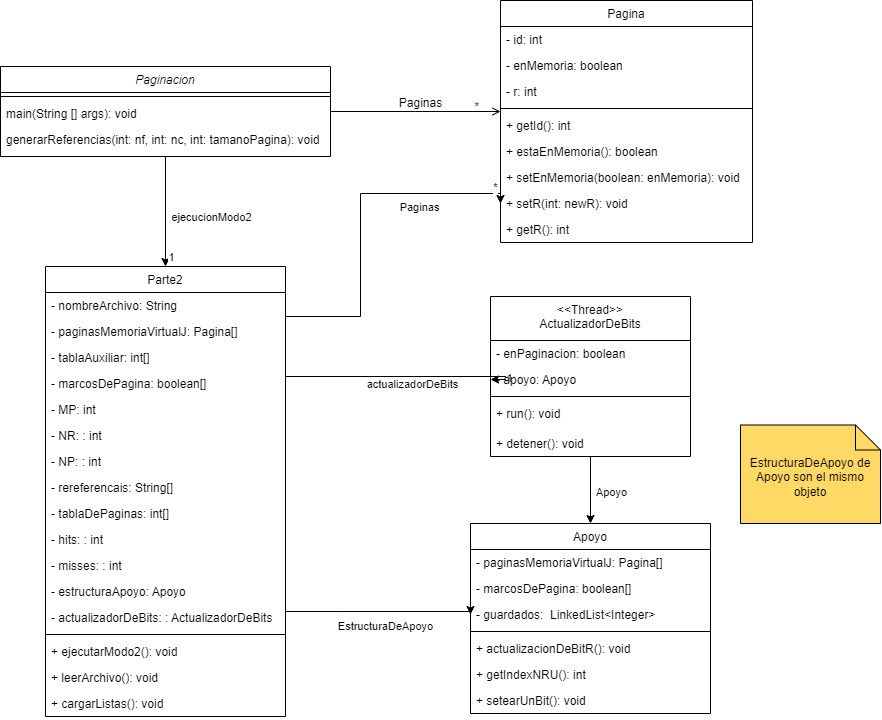 Pagina
- id: int
- enMemoria: boolean
- r: int
+ getId(): int
+ estaEnMemoria(): boolean
+ setEnMemoria(boolean: enMemoria): void
+ setR(int: newR): void
+ getR(): int
Paginacion
main(String [] args): void
generarReferencias(int: nf, int: nc, int: tamanoPagina): void
Paginas
*
*
Paginas
ejecucionModo2
1
Parte2
- nombreArchivo: String
- paginasMemoriaVirtualJ: Pagina[]
- tablaAuxiliar: int[]
- marcosDePagina: boolean[]
- MP: int
- NR: : int
- NP: : int
- rereferencais: String[]
- tablaDePaginas: int[]
- hits: : int
- misses: : int
- estructuraApoyo: Apoyo
- actualizadorDeBits: : ActualizadorDeBits
+ ejecutarModo2(): void
+ leerArchivo(): void
+ cargarListas(): void
<<Thread>>
ActualizadorDeBits
- enPaginacion: boolean
- apoyo: Apoyo
+ run(): void
+ detener(): void
actualizadorDeBits
1
Apoyo
EstructuraDeApoyo de
Apoyo son el mismo
objeto
Apoyo
- paginasMemoriaVirtualJ: Pagina[]
- marcosDePagina: boolean[]
- guardados: LinkedList<Integer>
+ actualizacionDeBitR(): void
+ getIndexNRU(): int
+ setearUnBit(): void
EstructuraDeApoyo